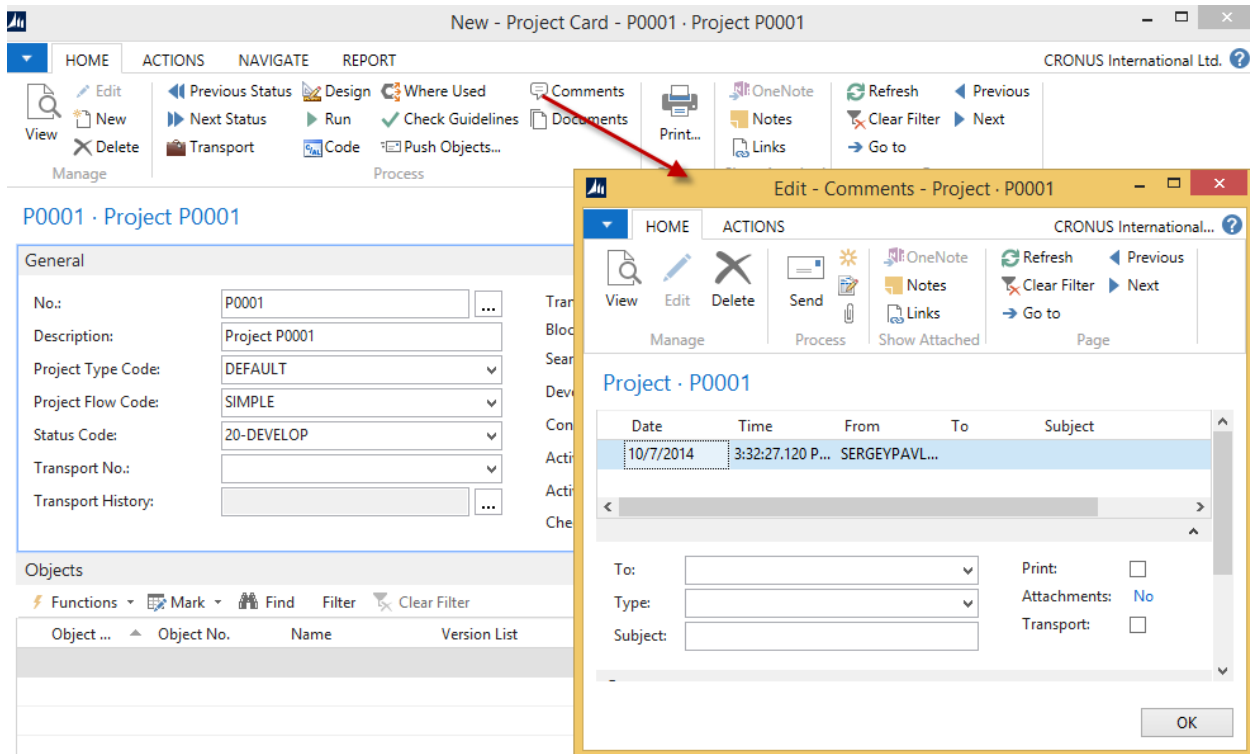 New - Project Card - P0001 · Project P0001
HOME ACTIONS NAVIGATE REPORT CRONUS International Ltd.
View
Edit
New
Delete
Manage
Previous Status
Next Status
Transport
Design
Run
Code
Where Used
Check Guidelines
Push Objects...
Process
Comments
Documents
Print...
OneNote
Notes
Links
Refresh
Clear Filter
Go to
Previous
Next
P0001 · Project P0001
General
No.: P0001 ...
Description: Project P0001
Project Type Code: DEFAULT
Project Flow Code: SIMPLE
Status Code: 20-DEVELOP
Transport No.:
Transport History: ...
Tran
Bloc
Sear
Deve
Con
Acti
Acti
Che
Objects
Functions Mark Find Filter Clear Filter
Object ... Object No. Name Version List
Edit - Comments - Project · P0001
HOME ACTIONS CRONUS International...
View
Edit
Delete
Manage
Send
Process
OneNote
Notes
Links
Show Attached
Refresh
Clear Filter
Go to
Previous
Next
Page
Project · P0001
Date Time From To Subject
10/7/2014 3:32:27.120 P... SERGEYPAVL...
To:
Type:
Subject:
Print:
Attachments: No
Transport:
OK